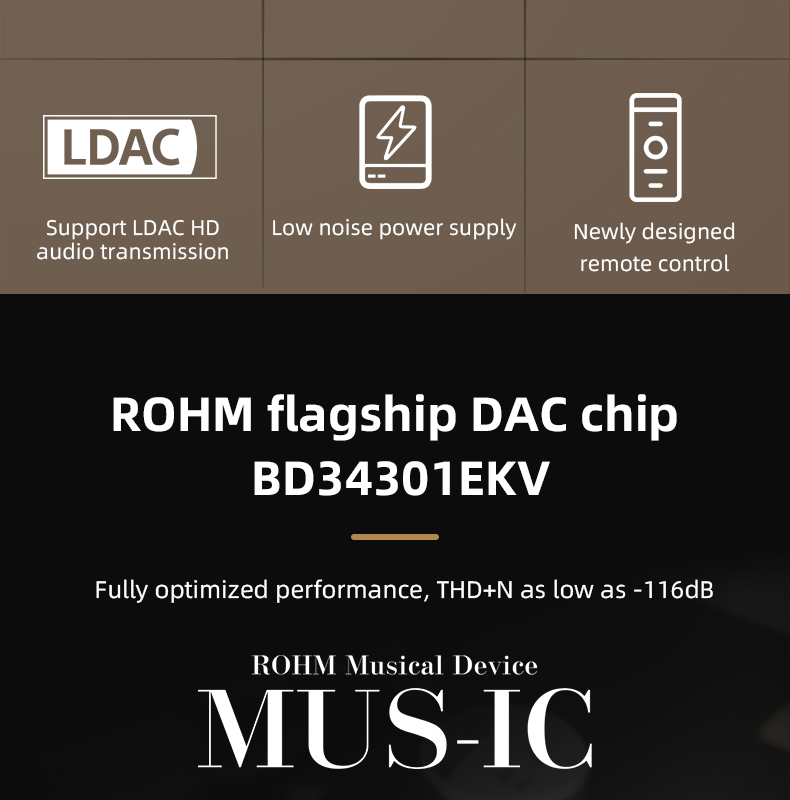 LDAC
Support LDAC HD
audio transmission
Low noise power supply
Newly designed
remote control
ROHM flagship DAC chip
BD34301EKV
Fully optimized performance, THD+N as low as -116dB
ROHM Musical Device
MUS-IC